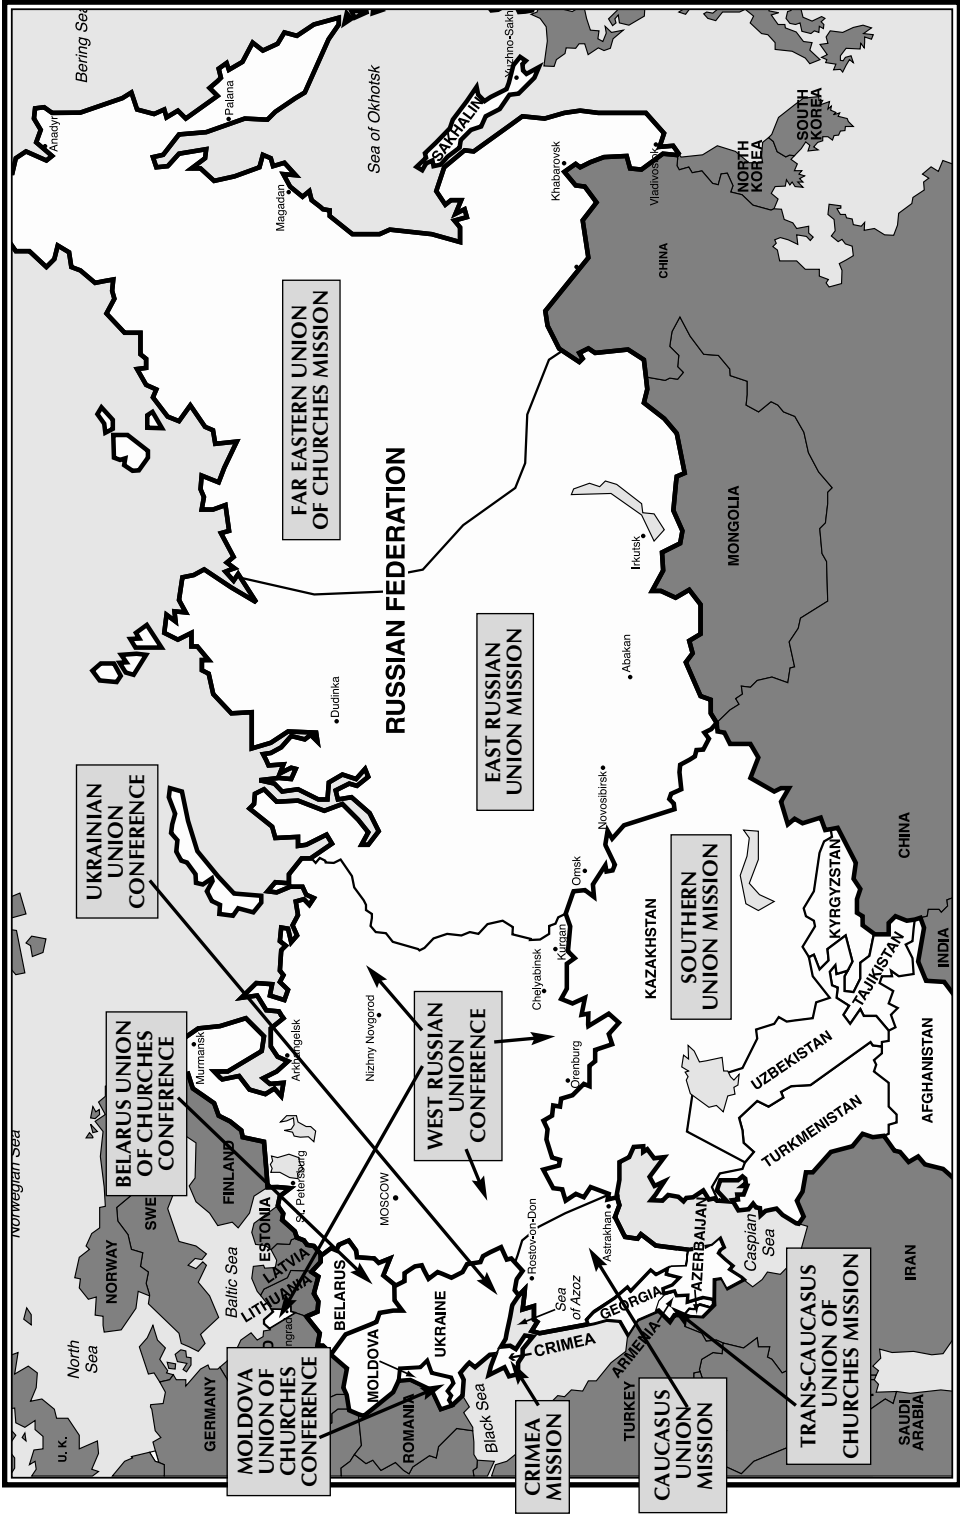 UKRAINIAN
UNION
CONFERENCE
BELARUS UNION
OF CHURCHES
CONFERENCE
MOLDOVA
UNION OF
CHURCHES
CONFERENCE
WEST RUSSIAN
UNION
CONFERENCE
FAR EASTERN UNION
OF CHURCHES MISSION
EAST RUSSIAN
UNION MISSION
SOUTHERN
UNION MISSION
CRIMEA
MISSION
CAUCASUS
UNION
MISSION
TRANS-CAUCASUS
UNION OF
CHURCHES MISSION
RUSSIAN FEDERATION
Norwegian Sea
North
Sea
Baltic Sea
Black Sea
Sea
of Azoz
Caspian
Sea
Bering Sea
Sea of Okhotsk
U. K.
NORWAY
SWE
FINLAND
GERMANY
ESTONIA
LATVIA
LITHUANIA
ngrad
D
BELARUS
UKRAINE
MOLDOVA
ROMANIA
CRIMEA
TURKEY
GEORGIA
ARMENIA
AZERBAIJAN
SAUDI
ARABIA
IRAN
TURKMENISTAN
UZBEKISTAN
AFGHANISTAN
TAJIKISTAN
KYRGYZSTAN
KAZAKHSTAN
INDIA
CHINA
MONGOLIA
CHINA
NORTH
KOREA
SOUTH
KOREA
SAKHALIN
Murmansk
Arkhangelsk
St. Petersburg
MOSCOW
Nizhny Novgorod
Rostov-on-Don
Astrakhan
Orenburg
Chelyabinsk
Kurgan
Omsk
Novosibirsk
Dudinka
Abakan
Irkutsk
Magadan
Palana
Anadyr
Khabarovsk
Vladivostok
Yuzhno-Sakh